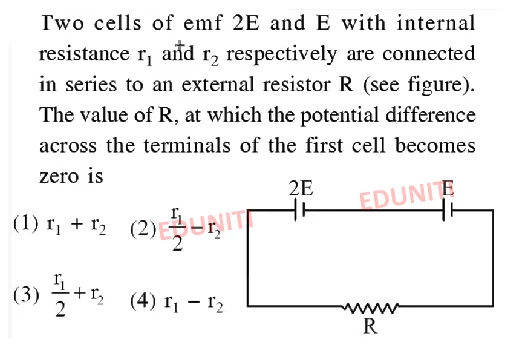 Two cells of emf 2E and E with internal
resistance r₁ and r₂ respectively are connected
in series to an external resistor R (see figure).
The value of R, at which the potential difference
across the terminals of the first cell becomes
zero is
2E
E
EDUNITI
EDUNITI
(1) r₁ + r₂ (2) r₁/2 − r₂
(3) r₁/2 + r₂ (4) r₁ − r₂
R